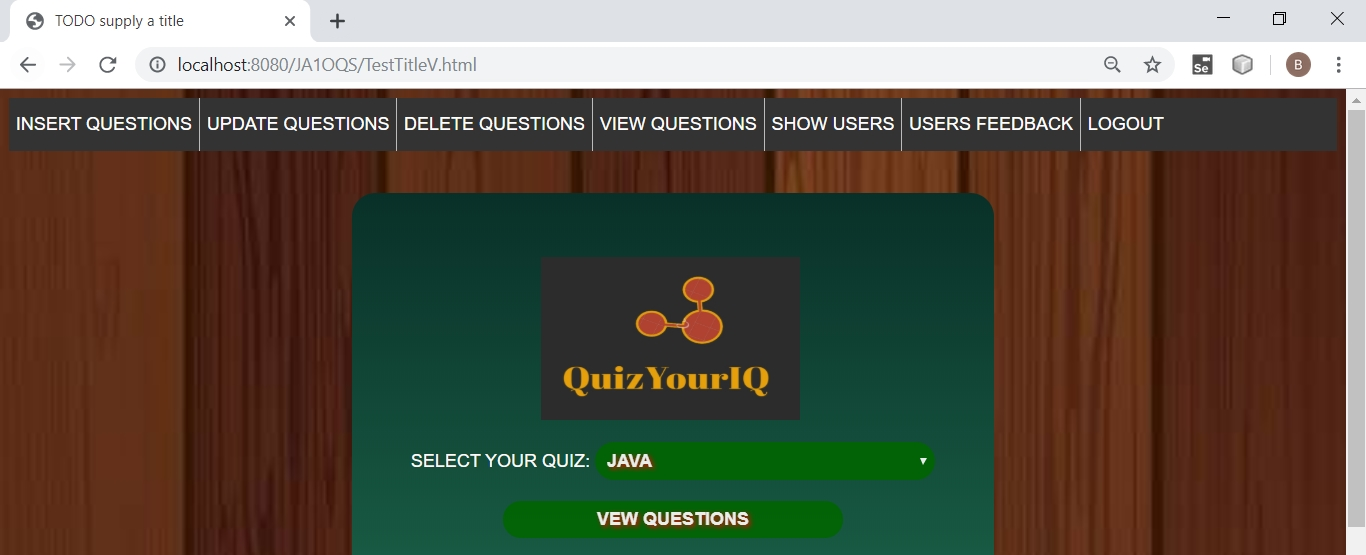 TODO supply a title
localhost:8080/JA1OQS/TestTitleV.html
Se
B
INSERT QUESTIONS UPDATE QUESTIONS DELETE QUESTIONS VIEW QUESTIONS SHOW USERS USERS FEEDBACK LOGOUT
QuizYourIQ
SELECT YOUR QUIZ: JAVA
VEW QUESTIONS